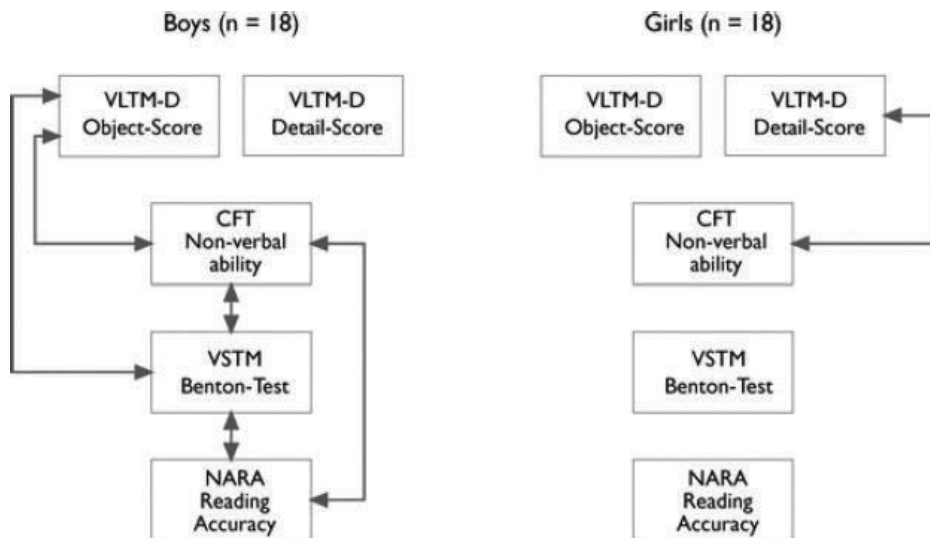 Boys (n = 18)
VLTM-D
Object-Score
VLTM-D
Detail-Score
CFT
Non-verbal
ability
VSTM
Benton-Test
NARA
Reading
Accuracy
Girls (n = 18)
VLTM-D
Object-Score
VLTM-D
Detail-Score
CFT
Non-verbal
ability
VSTM
Benton-Test
NARA
Reading
Accuracy